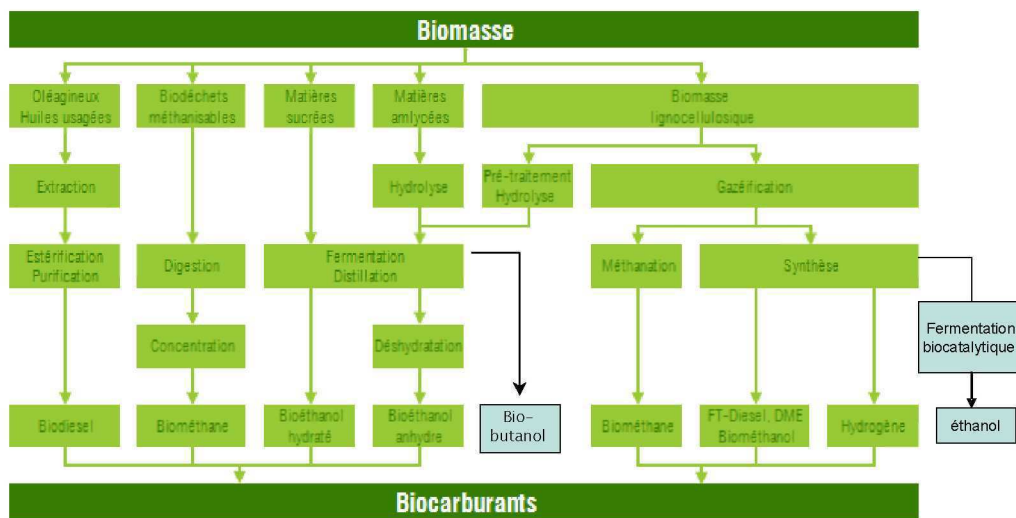 Biomasse
Oléagineux
Huiles usagées
Biodéchets
méthanisables
Matières
sucrées
Matières
amlycées
Biomasse
lignocellulosique
Extraction
Hydrolyse
Pré-traitement
Hydrolyse
Gazéification
Estérification
Purification
Digestion
Fermentation
Distillation
Méthanation
Synthèse
Concentration
Déshydratation
Fermentation
biocatalytique
Biodiesel
Biométhane
Bioéthanol
hydraté
Bioéthanol
anhydre
Bio-
butanol
Biométhane
FT-Diesel, DME
Biométhanol
Hydrogène
éthanol
Biocarburants